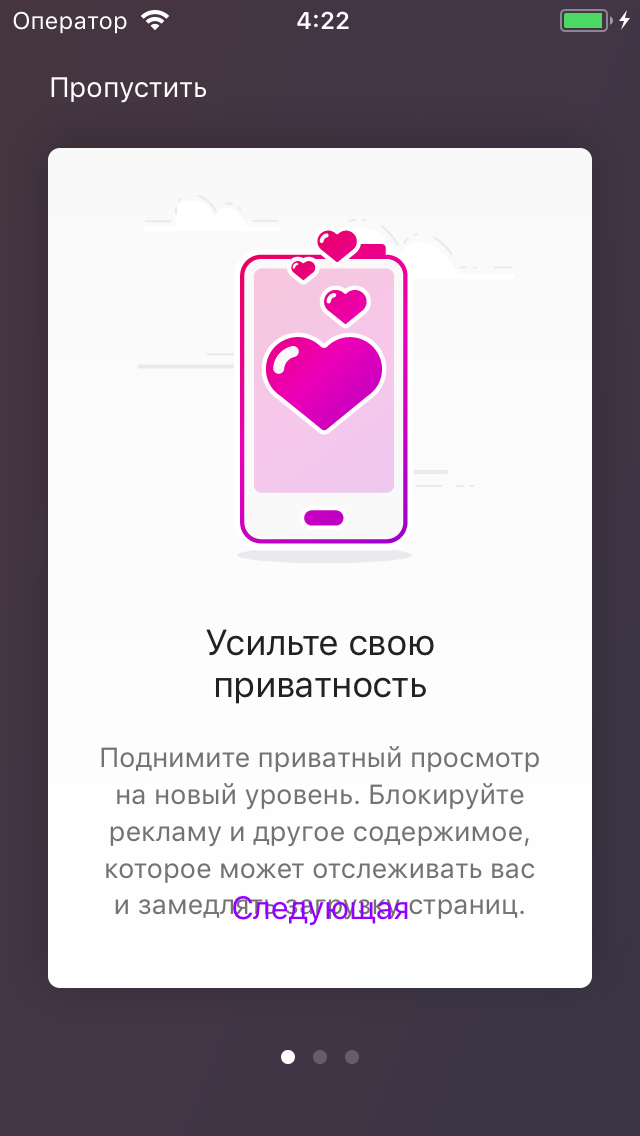 Оператор 4:22
Пропустить
Усильте свою
приватность
Поднимите приватный просмотр
на новый уровень. Блокируйте
рекламу и другое содержимое,
которое может отслеживать вас
и замедлять загрузку страниц.
Следующая